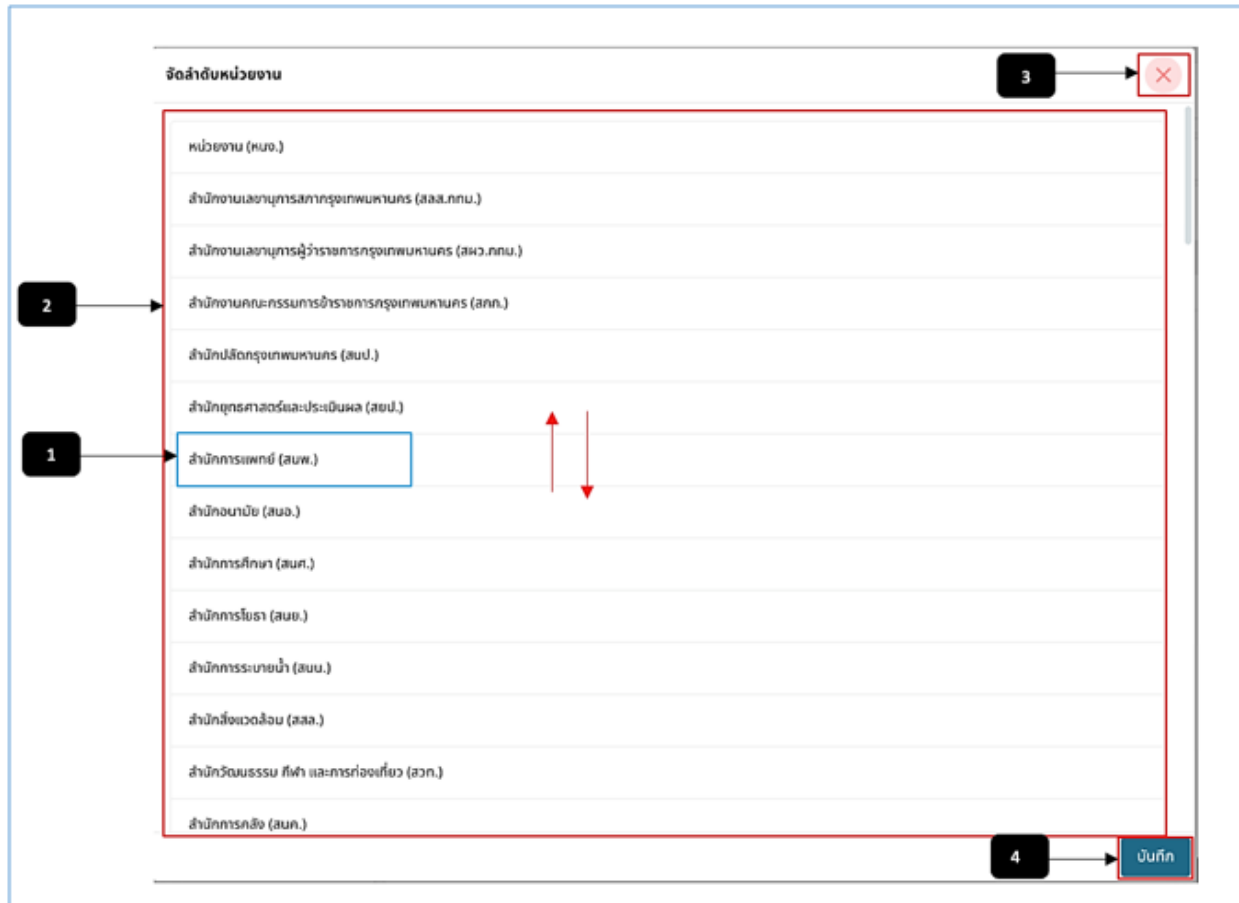 จัดลำดับหน่วยงาน
3
หน่วยงาน (หนง.)
สำนักงานเลขานุการสภากรุงเทพมหานคร (สลส.กทม.)
สำนักงานเลขานุการผู้ว่าราชการกรุงเทพมหานคร (สผว.กทม.)
2
สำนักงานคณะกรรมการข้าราชการกรุงเทพมหานคร (สกก.)
สำนักปลัดกรุงเทพมหานคร (สนป.)
สำนักยุทธศาสตร์และประเมินผล (สยป.)
1
สำนักการแพทย์ (สนพ.)
สำนักอนามัย (สนอ.)
สำนักการศึกษา (สนศ.)
สำนักการโยธา (สนย.)
สำนักการระบายน้ำ (สนน.)
สำนักสิ่งแวดล้อม (สสล.)
สำนักวัฒนธรรม กีฬา และการท่องเที่ยว (สวท.)
สำนักการคลัง (สนค.)
4
บันทึก